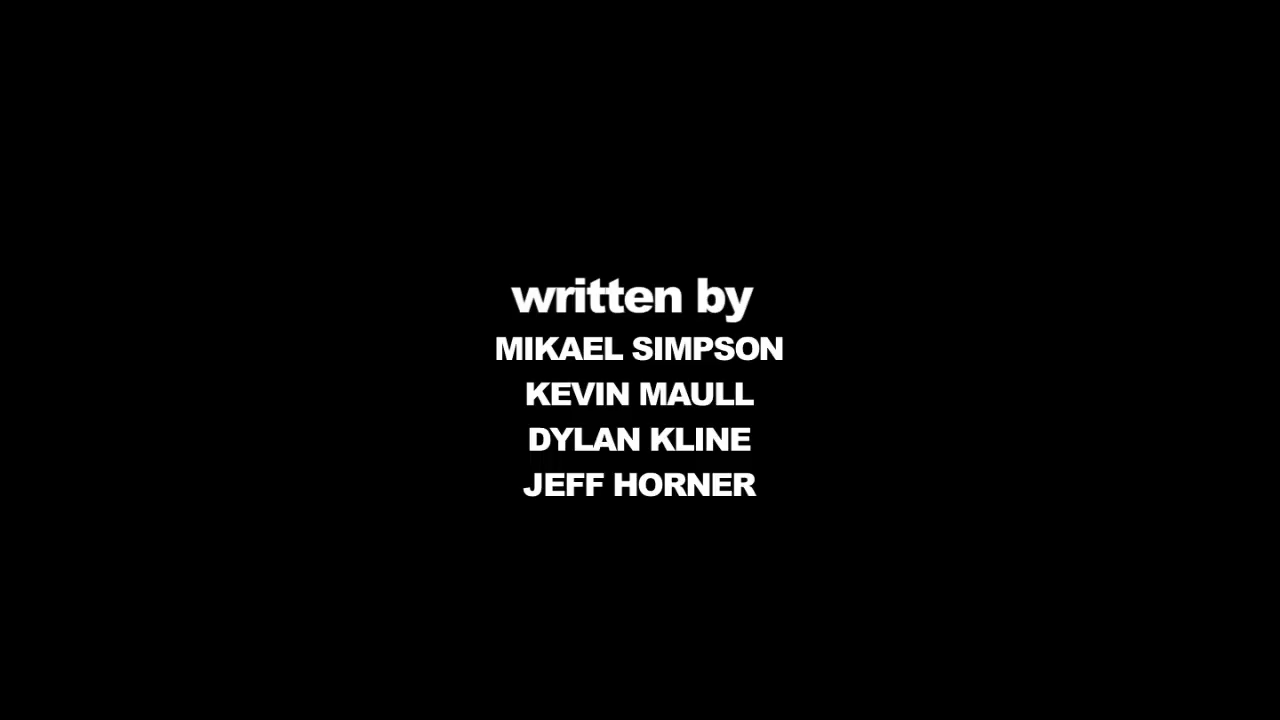 written by
MIKAEL SIMPSON
KEVIN MAULL
DYLAN KLINE
JEFF HORNER